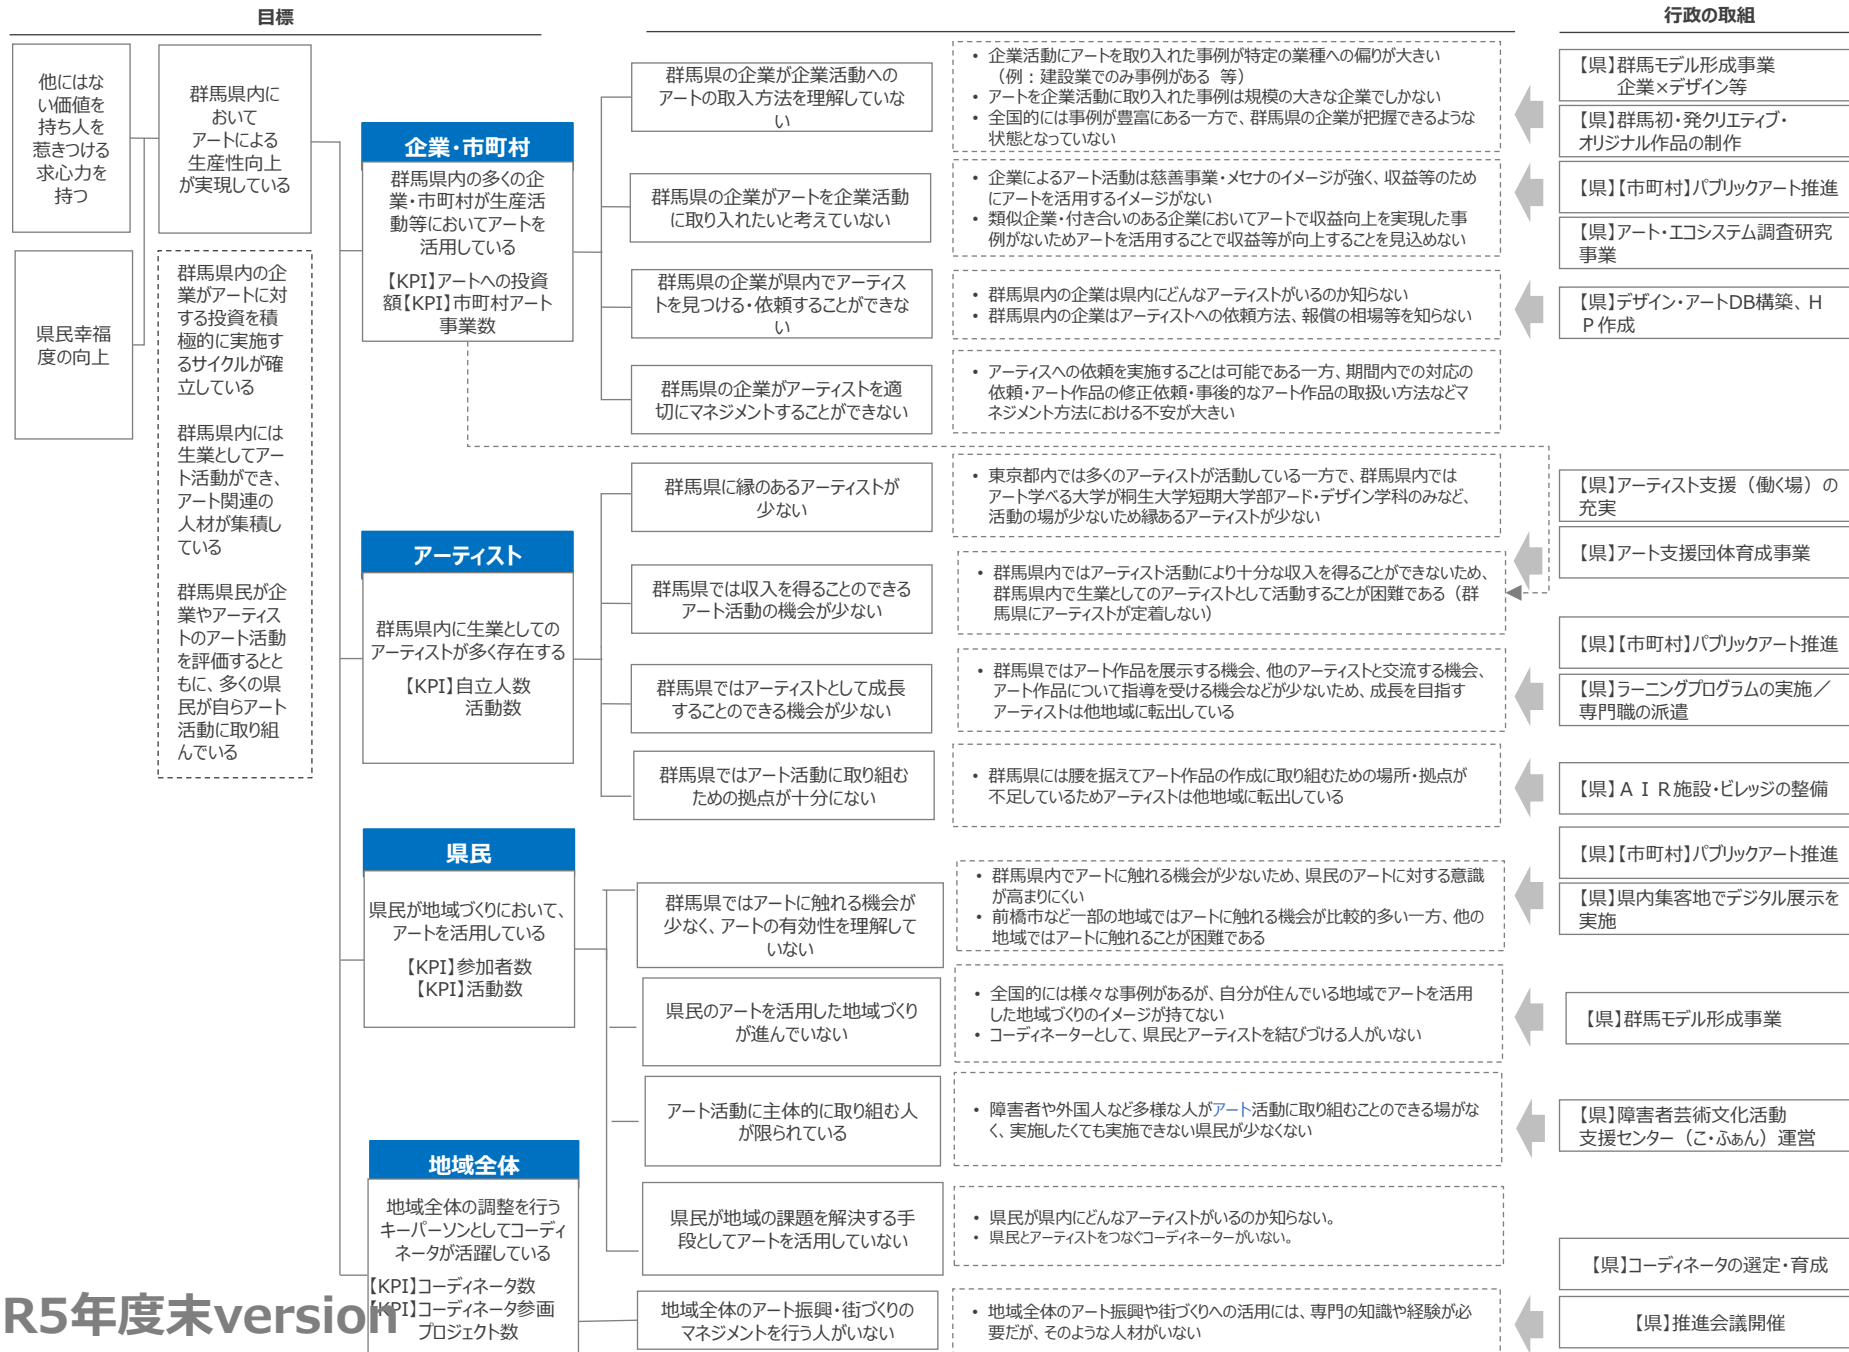 目標
行政の取組
他にはな
い価値を
持ち人を
惹きつける
求心力を
持つ
県民幸福
度の向上
群馬県内に
おいて
アートによる
生産性向上
が実現している
群馬県内の企
業がアートに対
する投資を積
極的に実施す
るサイクルが確
立している
群馬県内には
生業としてアー
ト活動ができ、
アート関連の
人材が集積し
ている
群馬県民が企
業やアーティス
トのアート活動
を評価するとと
もに、多くの県
民が自らアート
活動に取り組
んでいる
企業・市町村
群馬県内の多くの企
業・市町村が生産活
動等においてアートを
活用している
【KPI】アートへの投資
額【KPI】市町村アート
事業数
群馬県の企業が企業活動への
アートの取入方法を理解していな
い
• 企業活動にアートを取り入れた事例が特定の業種への偏りが大きい
（例：建設業でのみ事例がある 等）
• アートを企業活動に取り入れた事例は規模の大きな企業でしかない
• 全国的には事例が豊富にある一方で、群馬県の企業が把握できるような
状態となっていない
【県】群馬モデル形成事業
企業×デザイン等
【県】群馬初・発クリエティブ・
オリジナル作品の制作
群馬県の企業がアートを企業活動
に取り入れたいと考えていない
• 企業によるアート活動は慈善事業・メセナのイメージが強く、収益等のため
にアートを活用するイメージがない
• 類似企業・付き合いのある企業においてアートで収益向上を実現した事
例がないためアートを活用することで収益等が向上することを見込めない
【県】【市町村】パブリックアート推進
【県】アート・エコシステム調査研究
事業
群馬県の企業が県内でアーティス
トを見つける・依頼することができな
い
• 群馬県内の企業は県内にどんなアーティストがいるのか知らない
• 群馬県内の企業はアーティストへの依頼方法、報償の相場等を知らない
【県】デザイン・アートDB構築、H
P作成
群馬県の企業がアーティストを適
切にマネジメントすることができない
• アーティスへの依頼を実施することは可能である一方、期間内での対応の
依頼・アート作品の修正依頼・事後的なアート作品の取扱い方法などマ
ネジメント方法における不安が大きい
アーティスト
群馬県内に生業としての
アーティストが多く存在する
【KPI】自立人数
活動数
群馬県に縁のあるアーティストが
少ない
• 東京都内では多くのアーティストが活動している一方で、群馬県内では
アート学べる大学が桐生大学短期大学部アード・デザイン学科のみなど、
活動の場が少ないため縁あるアーティストが少ない
【県】アーティスト支援（働く場）の
充実
【県】アート支援団体育成事業
群馬県では収入を得ることのできる
アート活動の機会が少ない
• 群馬県内ではアーティスト活動により十分な収入を得ることができないため、
群馬県内で生業としてのアーティストとして活動することが困難である（群
馬県にアーティストが定着しない）
群馬県ではアーティストとして成長
することのできる機会が少ない
• 群馬県ではアート作品を展示する機会、他のアーティストと交流する機会、
アート作品について指導を受ける機会などが少ないため、成長を目指す
アーティストは他地域に転出している
【県】【市町村】パブリックアート推進
【県】ラーニングプログラムの実施／
専門職の派遣
群馬県ではアート活動に取り組む
ための拠点が十分にない
• 群馬県には腰を据えてアート作品の作成に取り組むための場所・拠点が
不足しているためアーティストは他地域に転出している
【県】ＡＩＲ施設・ビレッジの整備
県民
県民が地域づくりにおいて、
アートを活用している
【KPI】参加者数
【KPI】活動数
群馬県ではアートに触れる機会が
少なく、アートの有効性を理解して
いない
• 群馬県内でアートに触れる機会が少ないため、県民のアートに対する意識
が高まりにくい
• 前橋市など一部の地域ではアートに触れる機会が比較的多い一方、他の
地域ではアートに触れることが困難である
【県】【市町村】パブリックアート推進
【県】県内集客地でデジタル展示を
実施
県民のアートを活用した地域づくり
が進んでいない
• 全国的には様々な事例があるが、自分が住んでいる地域でアートを活用
した地域づくりのイメージが持てない
• コーディネーターとして、県民とアーティストを結びづける人がいない
【県】群馬モデル形成事業
アート活動に主体的に取り組む人
が限られている
• 障害者や外国人など多様な人がアート活動に取り組むことのできる場がな
く、実施したくても実施できない県民が少なくない
【県】障害者芸術文化活動
支援センター（こ・ふぁん）運営
県民が地域の課題を解決する手
段としてアートを活用していない
• 県民が県内にどんなアーティストがいるのか知らない。
• 県民とアーティストをつなぐコーディネーターがいない。
地域全体
地域全体の調整を行う
キーパーソンとしてコーディ
ネータが活躍している
【KPI】コーディネータ数
【KPI】コーディネータ参画
プロジェクト数
地域全体のアート振興・街づくりの
マネジメントを行う人がいない
• 地域全体のアート振興や街づくりへの活用には、専門の知識や経験が必
要だが、そのような人材がいない
【県】コーディネータの選定・育成
【県】推進会議開催
R5年度末version